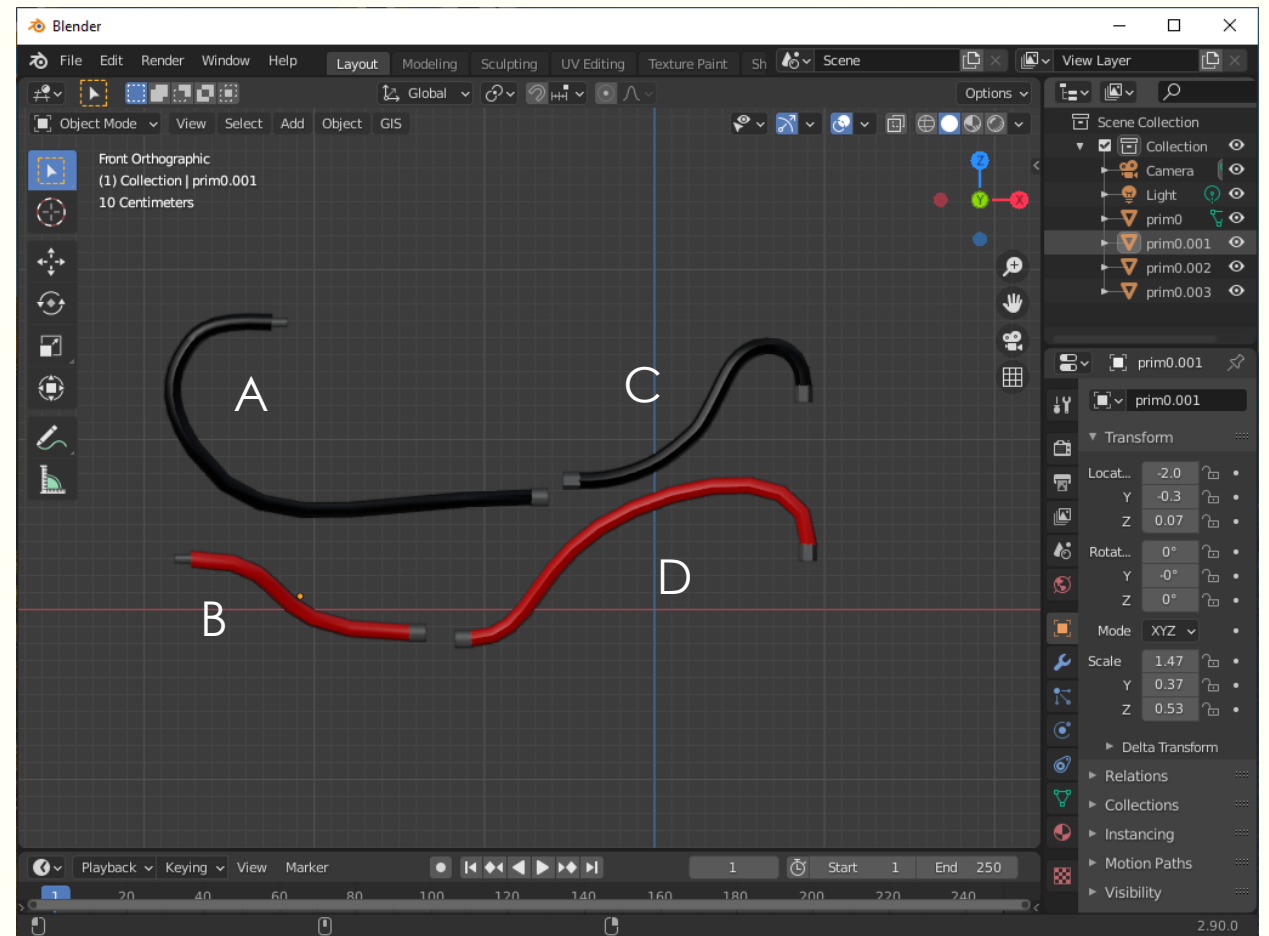 Blender
File Edit Render Window Help Layout Modeling Sculpting UV Editing Texture Paint Sh Scene View Layer
Global Options
Object Mode View Select Add Object GIS
Front Orthographic
(1) Collection | prim0.001
10 Centimeters
Z
Y
X
A
C
B
D
Scene Collection
Collection
Camera
Light
prim0
prim0.001
prim0.002
prim0.003
prim0.001
prim0.001
Transform
Locat... -2.0
Y -0.3
Z 0.07
Rotat... 0°
Y -0°
Z 0°
Mode XYZ
Scale 1.47
Y 0.37
Z 0.53
Delta Transform
Relations
Collections
Instancing
Motion Paths
Visibility
Playback Keying View Marker 1 Start 1 End 250
1 20 40 60 80 100 120 140 160 180 200 220 240
2.90.0